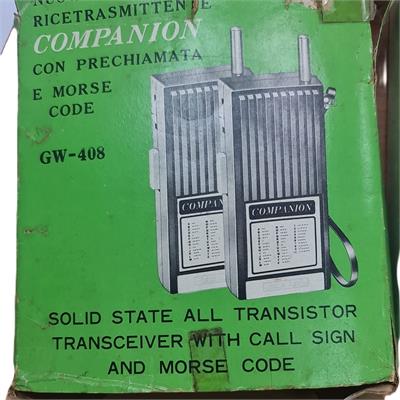 RICETRASMITTENTE
COMPANION
CON PRECHIAMATA
E MORSE
CODE
GW-408
COMPANION
COMPANION
SOLID STATE ALL TRANSISTOR
TRANSCEIVER WITH CALL SIGN
AND MORSE CODE